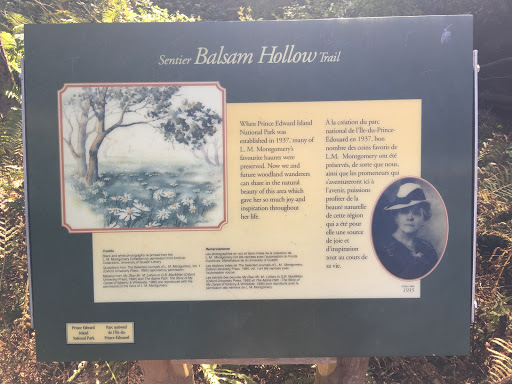 Sentier Balsam Hollow Trail
When Prince Edward Island
National Park was
established in 1937, many of
L. M. Montgomery's
favourite haunts were
preserved. Now we and
future woodland wanderers
can share in the natural
beauty of this area which
gave her so much joy and
inspiration throughout
her life.
À la création du parc
national de l'Île-du-Prince-
Édouard en 1937, bon
nombre des coins favoris de
L.M. Montgomery ont été
préservés, de sorte que nous,
ainsi que les promeneurs qui
s'aventureront ici à
l'avenir, puissions
profiter de la
beauté naturelle
de cette région
qui a été pour
elle une source
de joie et
d'inspiration
tout au cours de
sa vie.
1935
Prince Edward
Island
National Park
Parc national
de l'Île-du-
Prince-Édouard